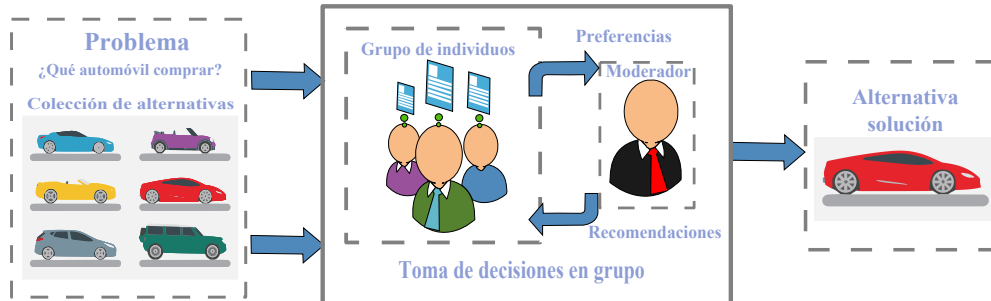 Problema
¿Qué automóvil comprar?
Colección de alternativas
Grupo de individuos
Preferencias
Moderador
Recomendaciones
Toma de decisiones en grupo
Alternativa
solución